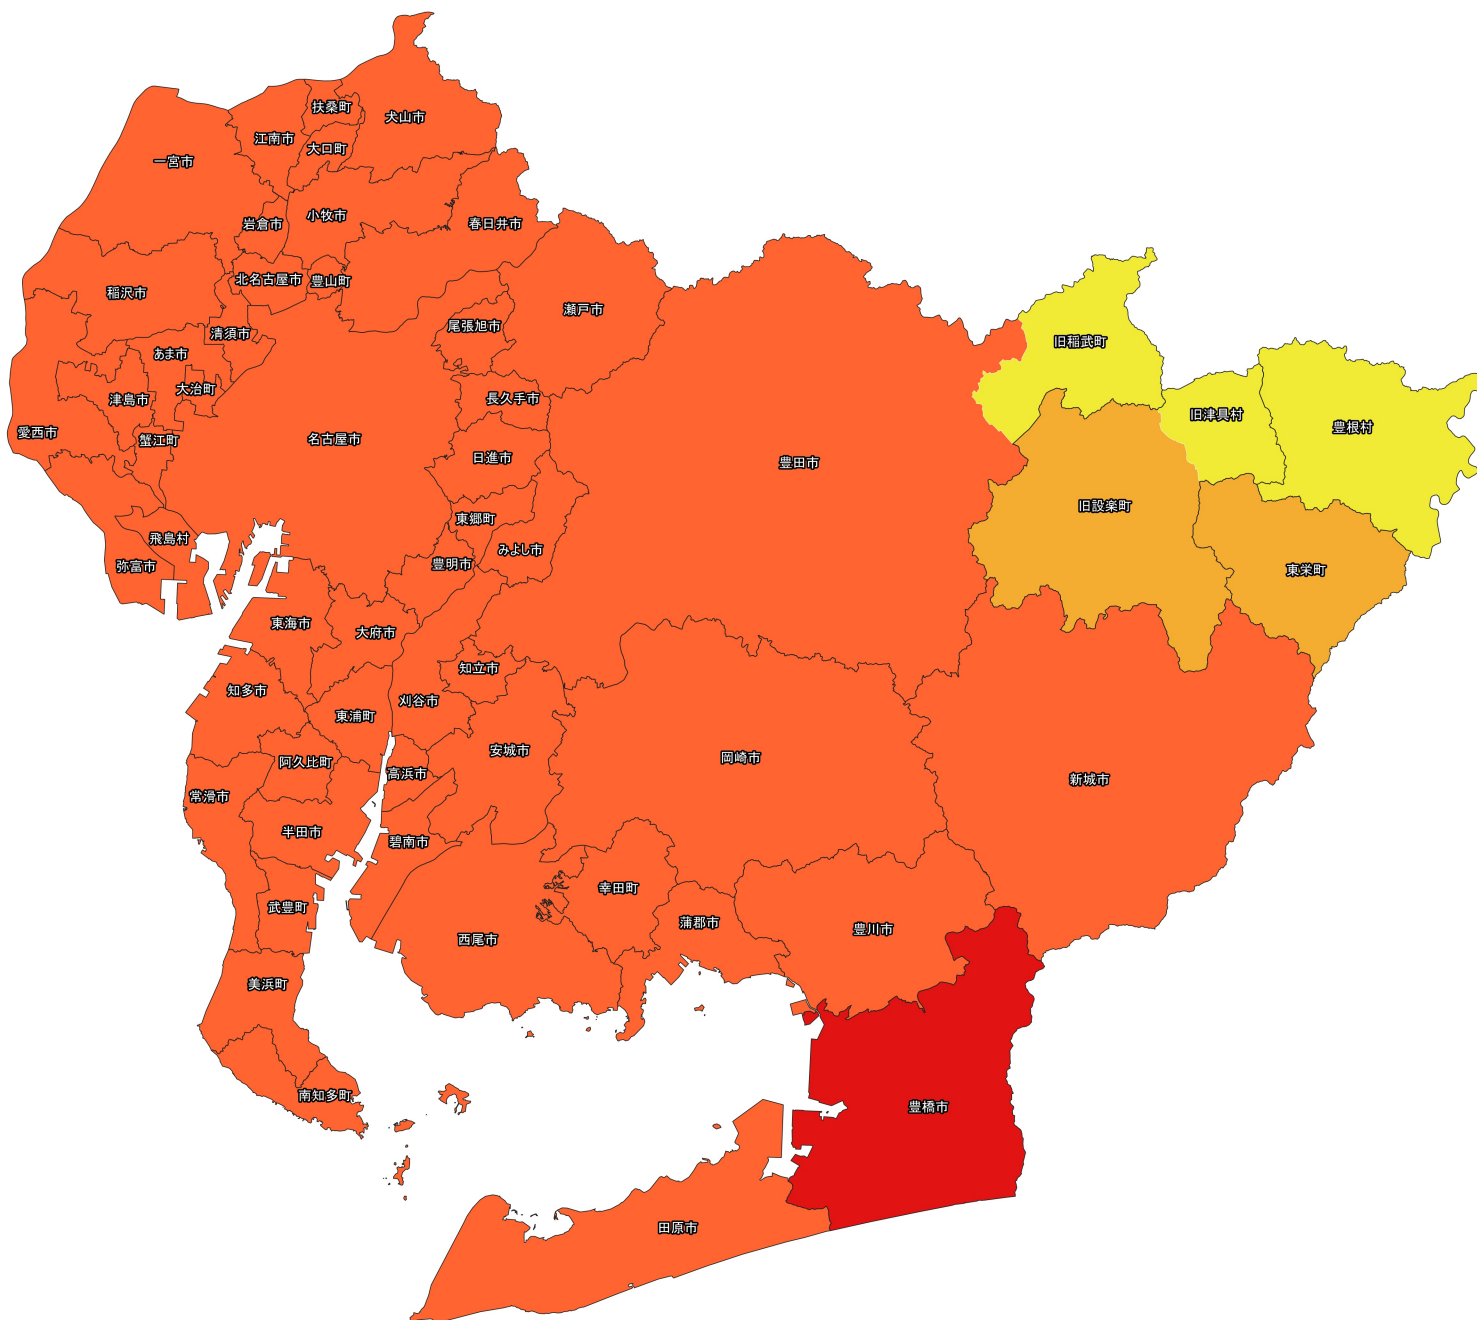 扶桑町
犬山市
江南市
大口町
一宮市
小牧市
岩倉市
春日井市
北名古屋市
豊山町
稲沢市
瀬戸市
尾張旭市
清須市
旧稲武町
あま市
大治町
津島市
長久手市
旧津具村
豊根村
愛西市
蟹江町
名古屋市
日進市
豊田市
旧設楽町
東郷町
飛島村
みよし市
弥富市
豊明市
東栄町
東海市
大府市
知立市
知多市
刈谷市
東浦町
安城市
岡崎市
阿久比町
高浜市
新城市
常滑市
半田市
碧南市
幸田町
武豊町
蒲郡市
豊川市
西尾市
美浜町
南知多町
豊橋市
田原市